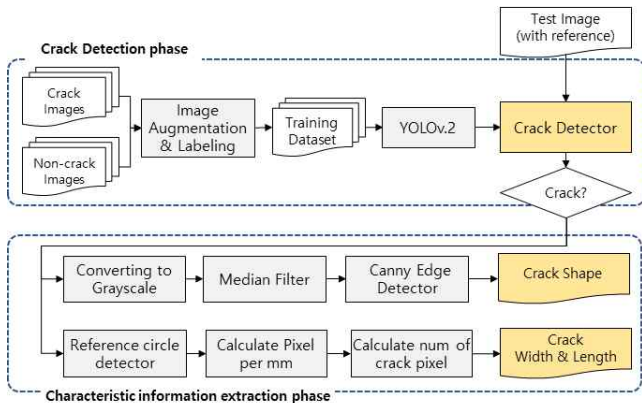 Test Image
(with reference)
Crack Detection phase
Crack
Images
Non-crack
Images
Image
Augmentation
& Labeling
Training
Dataset
YOLOv.2
Crack Detector
Crack?
Converting to
Grayscale
Median Filter
Canny Edge
Detector
Crack Shape
Reference circle
detector
Calculate Pixel
per mm
Calculate num of
crack pixel
Crack
Width & Length
Characteristic information extraction phase